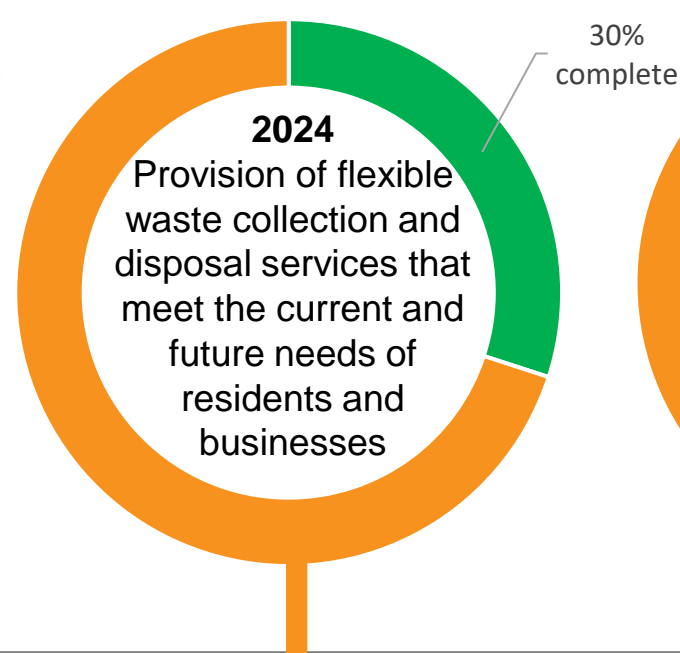 30%
complete
2024
Provision of flexible
waste collection and
disposal services that
meet the current and
future needs of
residents and
businesses